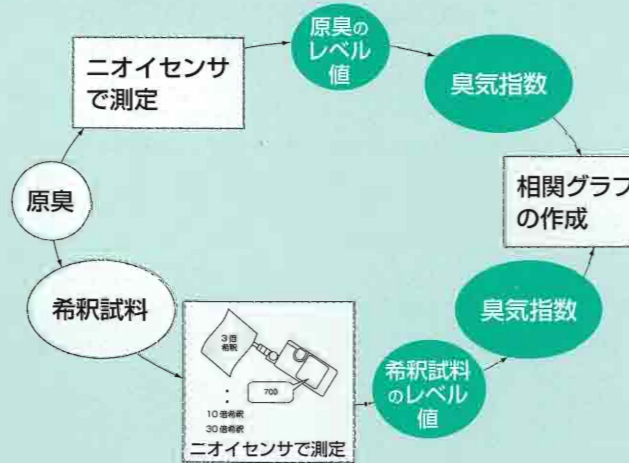 原臭
ニオイセンサ
で測定
原臭の
レベル
値
臭気指数
相関グラフ
の作成
希釈試料
3倍
希釈
700
・
・
10倍希釈
30倍希釈
ニオイセンサで測定
希釈試料
のレベル
値
臭気指数